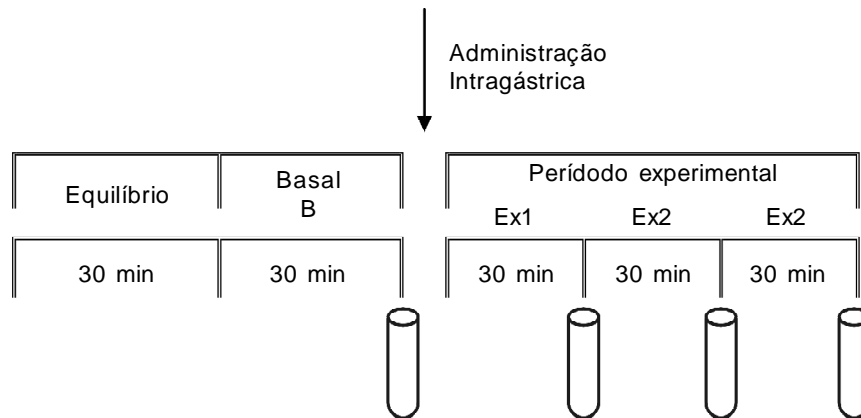 Administração
Intragástrica
Equilíbrio
Basal
B
Perídodo experimental
Ex1 Ex2 Ex2
30 min 30 min 30 min 30 min 30 min